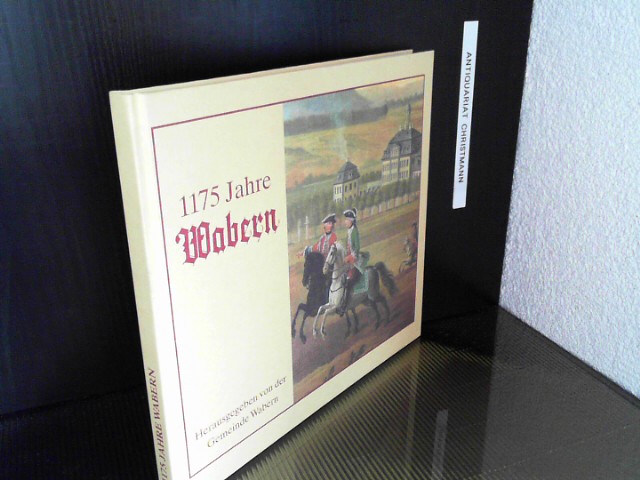 1175 Jahre
Wabern
Herausgegeben von der
Gemeinde Wabern
1175 JAHRE WABERN
ANTIQUARIAT CHRISTMANN